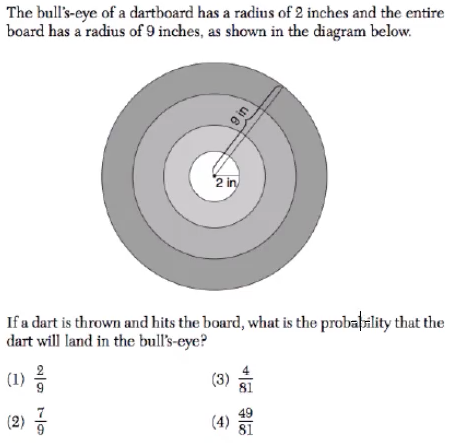 The bull's-eye of a dartboard has a radius of 2 inches and the entire
board has a radius of 9 inches, as shown in the diagram below.
9 in
2 in
If a dart is thrown and hits the board, what is the probability that the
dart will land in the bull's-eye?
(1) 2/9 (3) 4/81
(2) 7/9 (4) 49/81